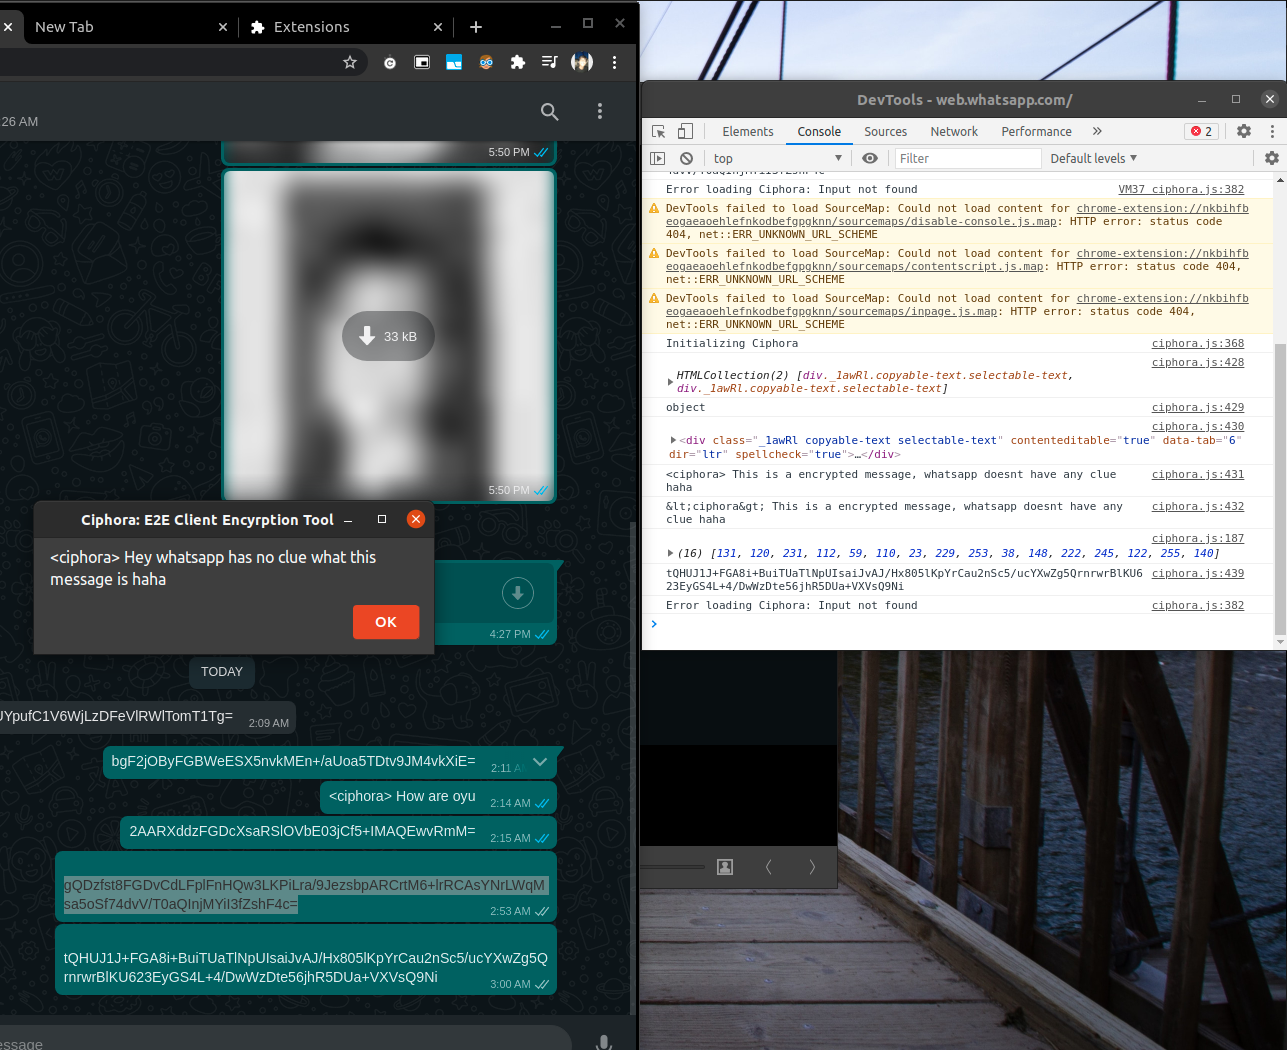 New Tab
Extensions
26 AM
5:50 PM
33 kB
5:50 PM
Ciphora: E2E Client Encyrption Tool
<ciphora> Hey whatsapp has no clue what this
message is haha
OK
4:27 PM
TODAY
JYpufC1V6WjLzDFeVlRWlTomT1Tg=
2:09 AM
bgF2jOByFGBWeESX5nvkMEn+/aUoa5TDtv9JM4vkXiE=
2:11 AM
<ciphora> How are oyu
2:14 AM
2AARXddzFGDcXsaRSlOVbE03jCf5+IMAQEwvRmM=
2:15 AM
gQDzfst8FGDvCdLFplFnHQw3LKPiLra/9JezsbpARCrtM6+lrRCAsYNrLWqM
sa5oSf74dvV/T0aQInjMYiI3fZshF4c=
2:53 AM
tQHUJ1J+FGA8i+BuiTUaTlNpUIsaiJvAJ/Hx805lKpYrCau2nSc5/ucYXwZg5Q
rnrwrBlKU623EyGS4L+4/DwWzDte56jhR5DUa+VXVsQ9Ni
3:00 AM
essage
DevTools - web.whatsapp.com/
Elements Console Sources Network Performance » 2
top Filter Default levels
Error loading Ciphora: Input not found VM37 ciphora.js:382
DevTools failed to load SourceMap: Could not load content for chrome-extension://nkbihfb
eogaeaoehlefnkodbefgpgknn/sourcemaps/disable-console.js.map: HTTP error: status code
404, net::ERR_UNKNOWN_URL_SCHEME
DevTools failed to load SourceMap: Could not load content for chrome-extension://nkbihfb
eogaeaoehlefnkodbefgpgknn/sourcemaps/contentscript.js.map: HTTP error: status code 404,
net::ERR_UNKNOWN_URL_SCHEME
DevTools failed to load SourceMap: Could not load content for chrome-extension://nkbihfb
eogaeaoehlefnkodbefgpgknn/sourcemaps/inpage.js.map: HTTP error: status code 404,
net::ERR_UNKNOWN_URL_SCHEME
Initializing Ciphora ciphora.js:368
ciphora.js:428
HTMLCollection(2) [div._1awRl.copyable-text.selectable-text,
div._1awRl.copyable-text.selectable-text]
object ciphora.js:429
ciphora.js:430
<div class="_1awRl copyable-text selectable-text" contenteditable="true" data-tab="6"
dir="ltr" spellcheck="true">…</div>
<ciphora> This is a encrypted message, whatsapp doesnt have any clue ciphora.js:431
haha
&lt;ciphora&gt; This is a encrypted message, whatsapp doesnt have any ciphora.js:432
clue haha
ciphora.js:187
(16) [131, 120, 231, 112, 59, 110, 23, 229, 253, 38, 148, 222, 245, 122, 255, 140]
tQHUJ1J+FGA8i+BuiTUaTlNpUIsaiJvAJ/Hx805lKpYrCau2nSc5/ucYXwZg5QrnrwrBlKU6 ciphora.js:439
23EyGS4L+4/DwWzDte56jhR5DUa+VXVsQ9Ni
Error loading Ciphora: Input not found ciphora.js:382